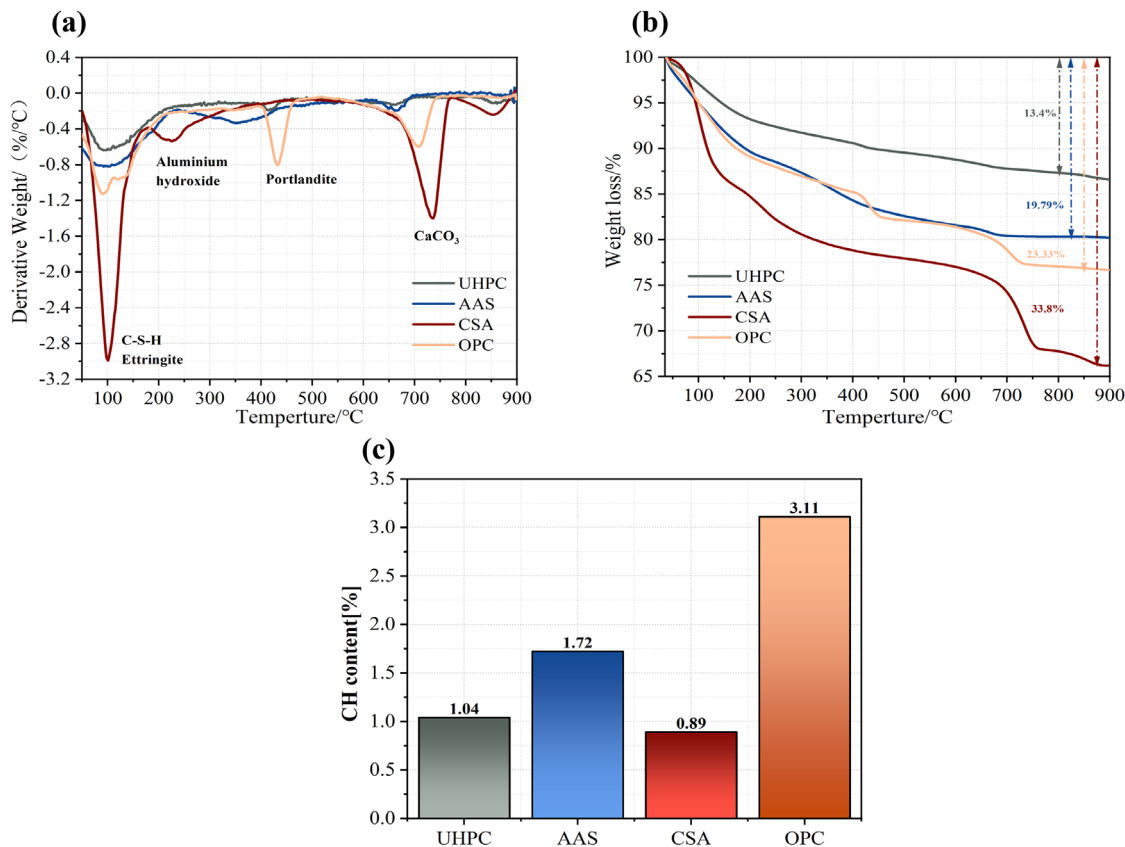 (a)
0.4
0.0
-0.4
-0.8
-1.2
-1.6
-2.0
-2.4
-2.8
-3.2
Derivative Weight/（%/°C）
Aluminium
hydroxide
Portlandite
CaCO3
C-S-H
Ettringite
UHPC
AAS
CSA
OPC
100 200 300 400 500 600 700 800 900
Temperture/°C
(b)
100
95
90
85
80
75
70
65
Weight loss/%
13.4%
19.79%
23.33%
33.8%
UHPC
AAS
CSA
OPC
100 200 300 400 500 600 700 800 900
Temperture/°C
(c)
3.5
3.0
2.5
2.0
1.5
1.0
0.5
0.0
CH content[%]
1.04
1.72
0.89
3.11
UHPC AAS CSA OPC